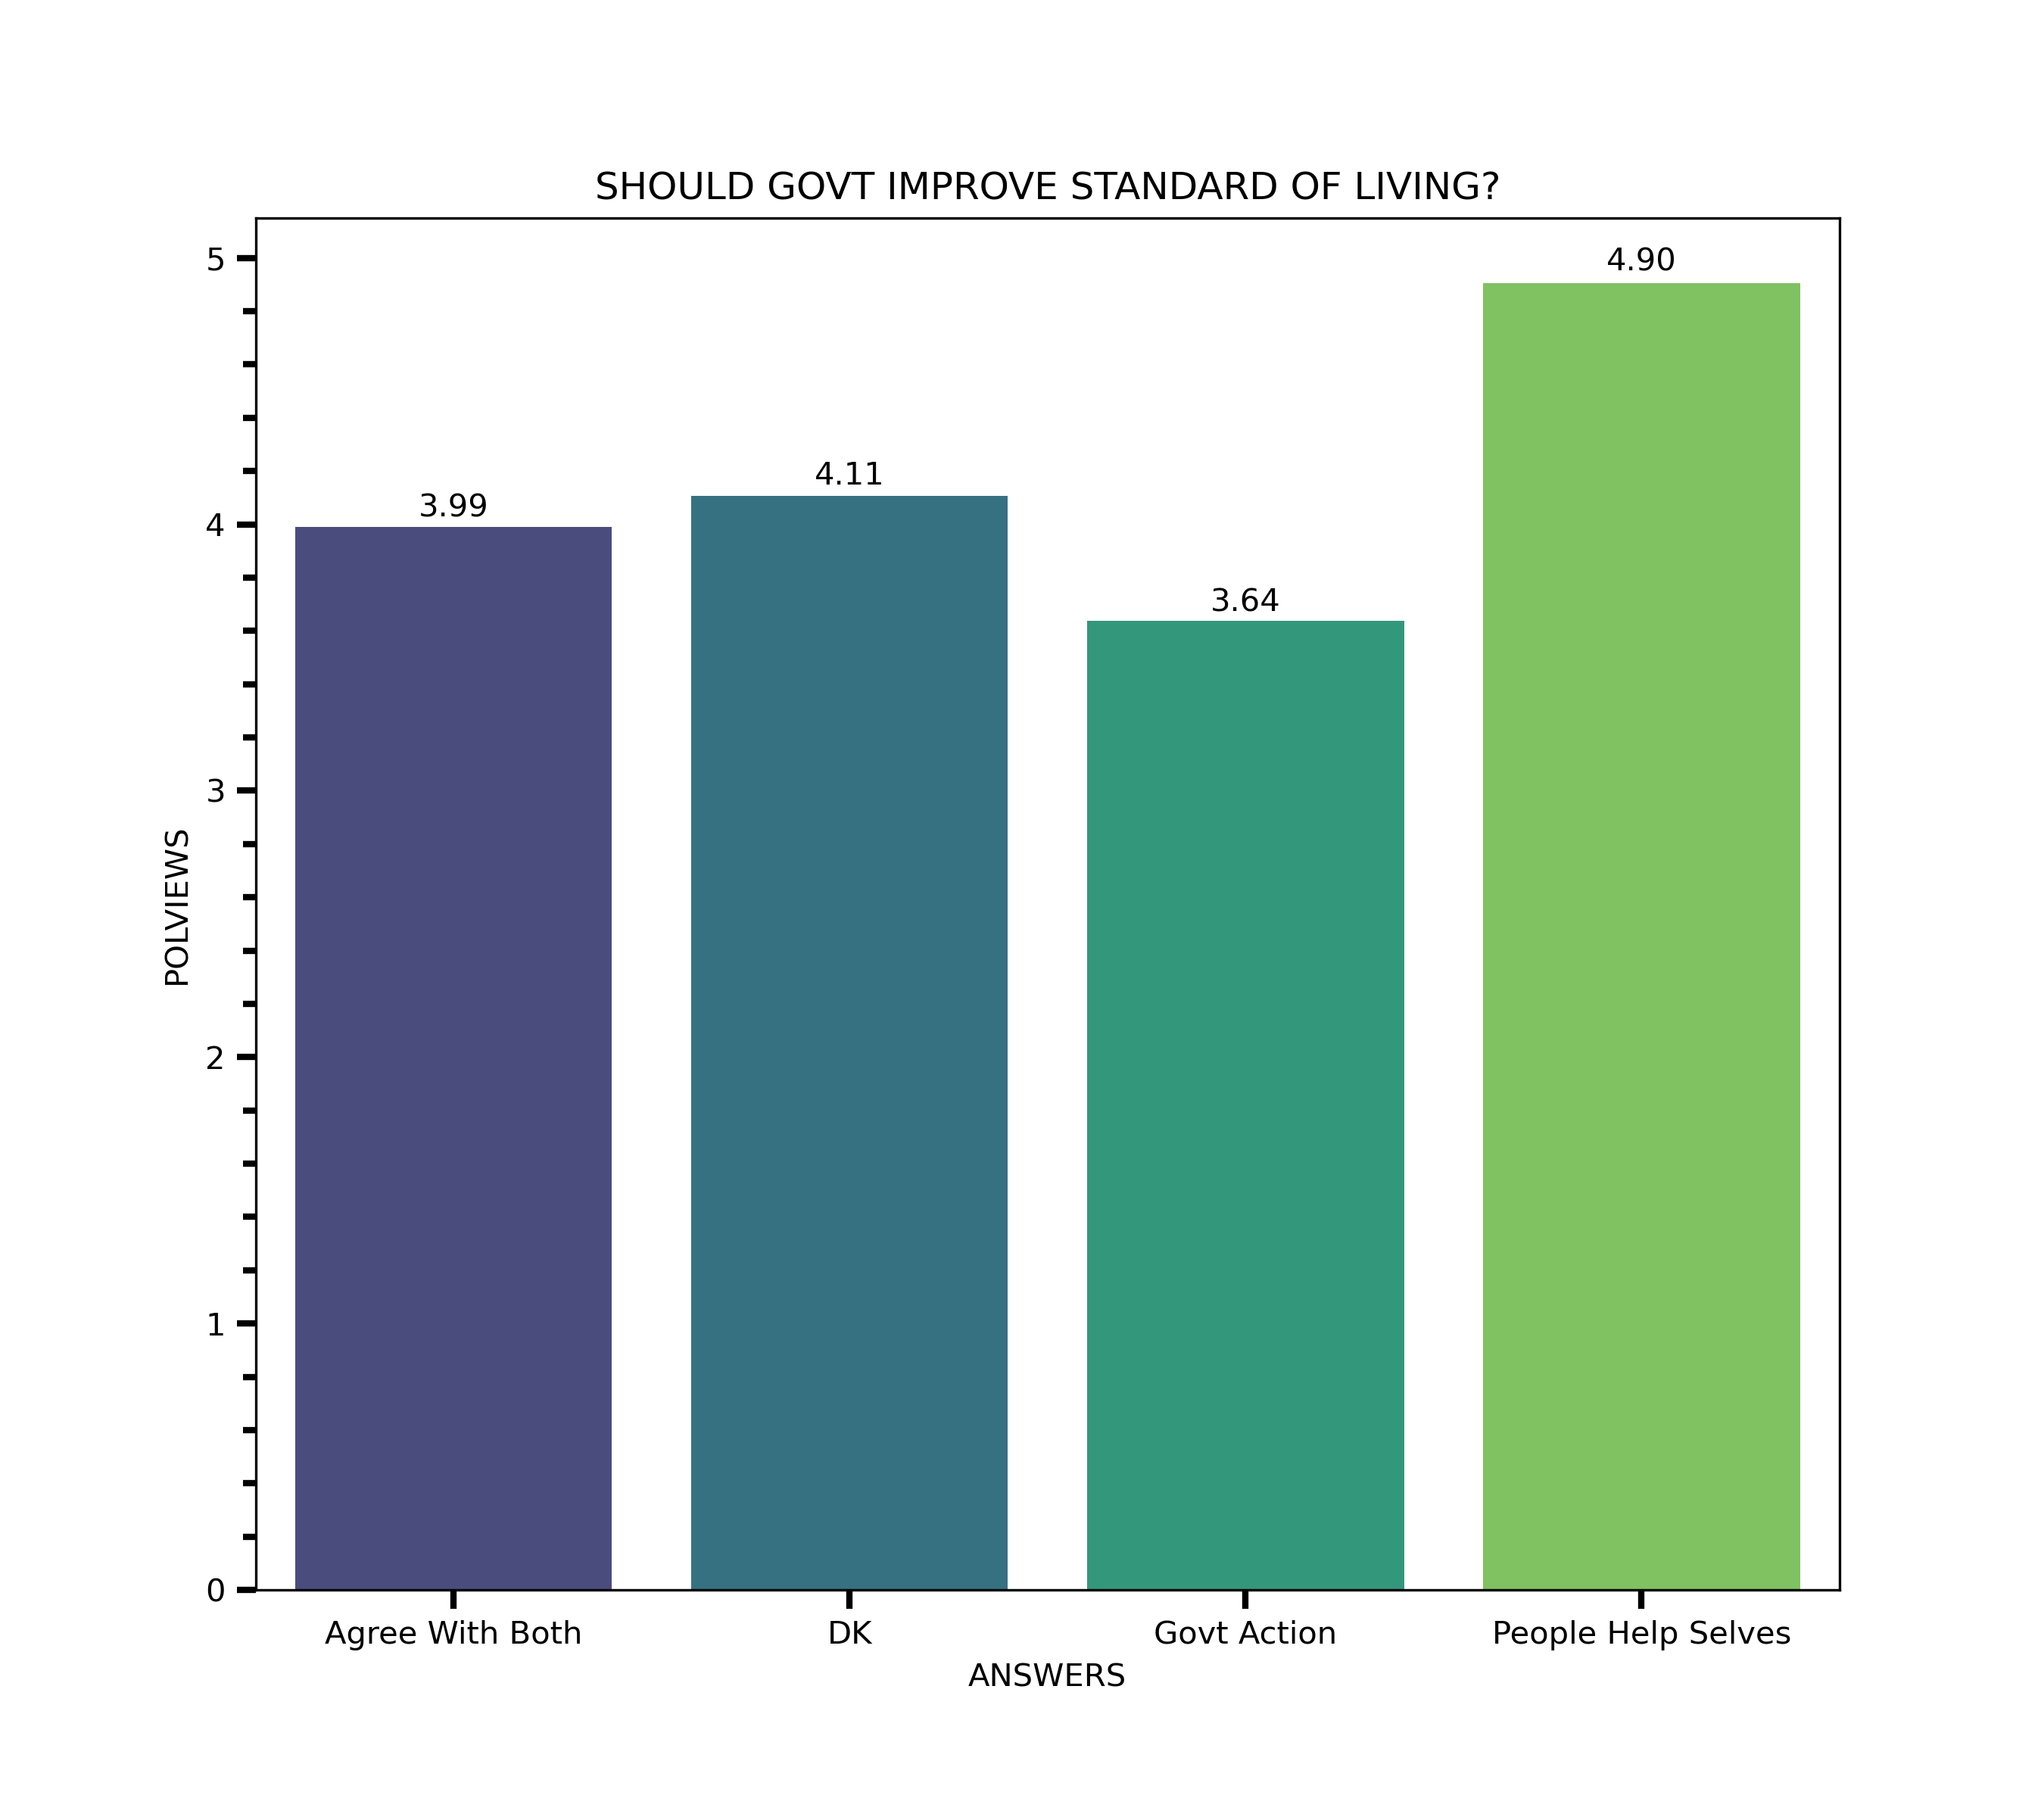 SHOULD GOVT IMPROVE STANDARD OF LIVING?
5
4
3
2
1
0
POLVIEWS
3.99
4.11
3.64
4.90
Agree With Both
DK
Govt Action
People Help Selves
ANSWERS